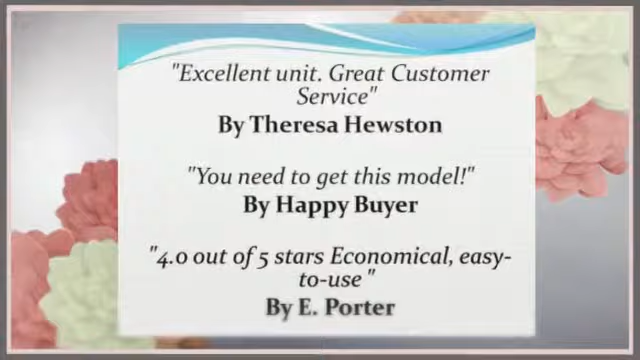 "Excellent unit. Great Customer
Service"
By Theresa Hewston
"You need to get this model!"
By Happy Buyer
"4.0 out of 5 stars Economical, easy-
to-use "
By E. Porter